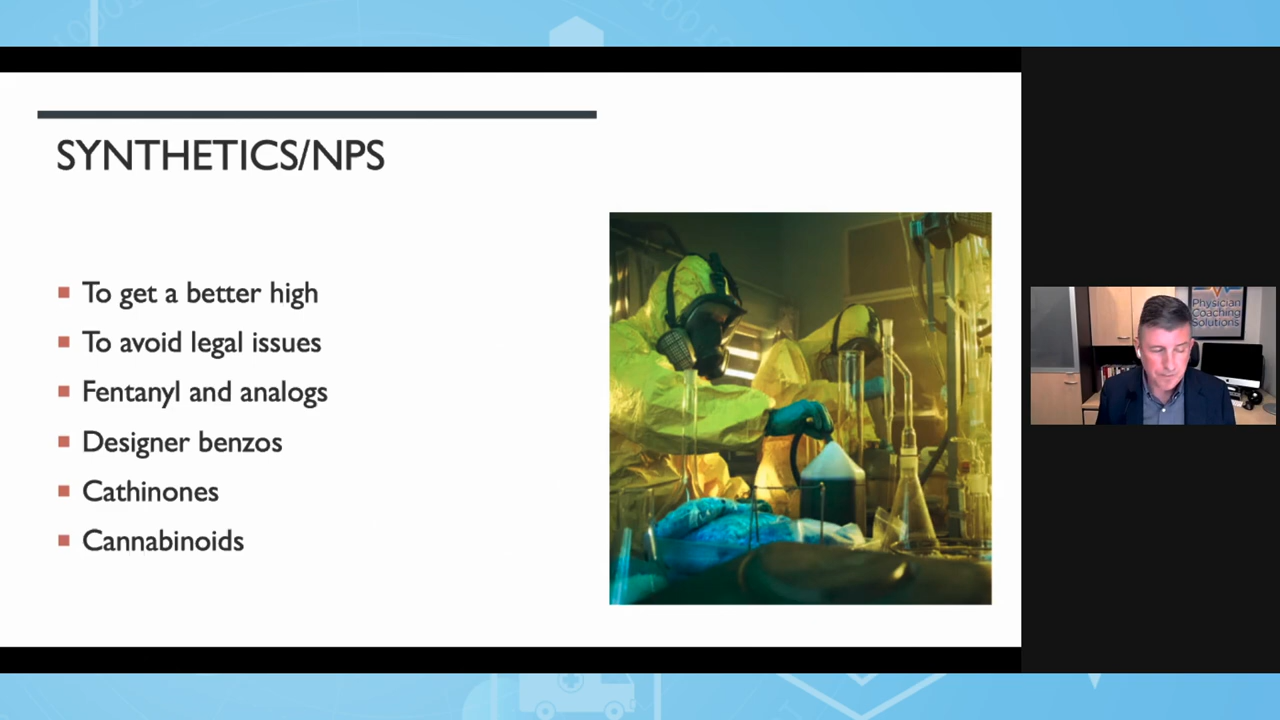 SYNTHETICS/NPS
To get a better high
To avoid legal issues
Fentanyl and analogs
Designer benzos
Cathinones
Cannabinoids
Physician
Coaching
Solutions